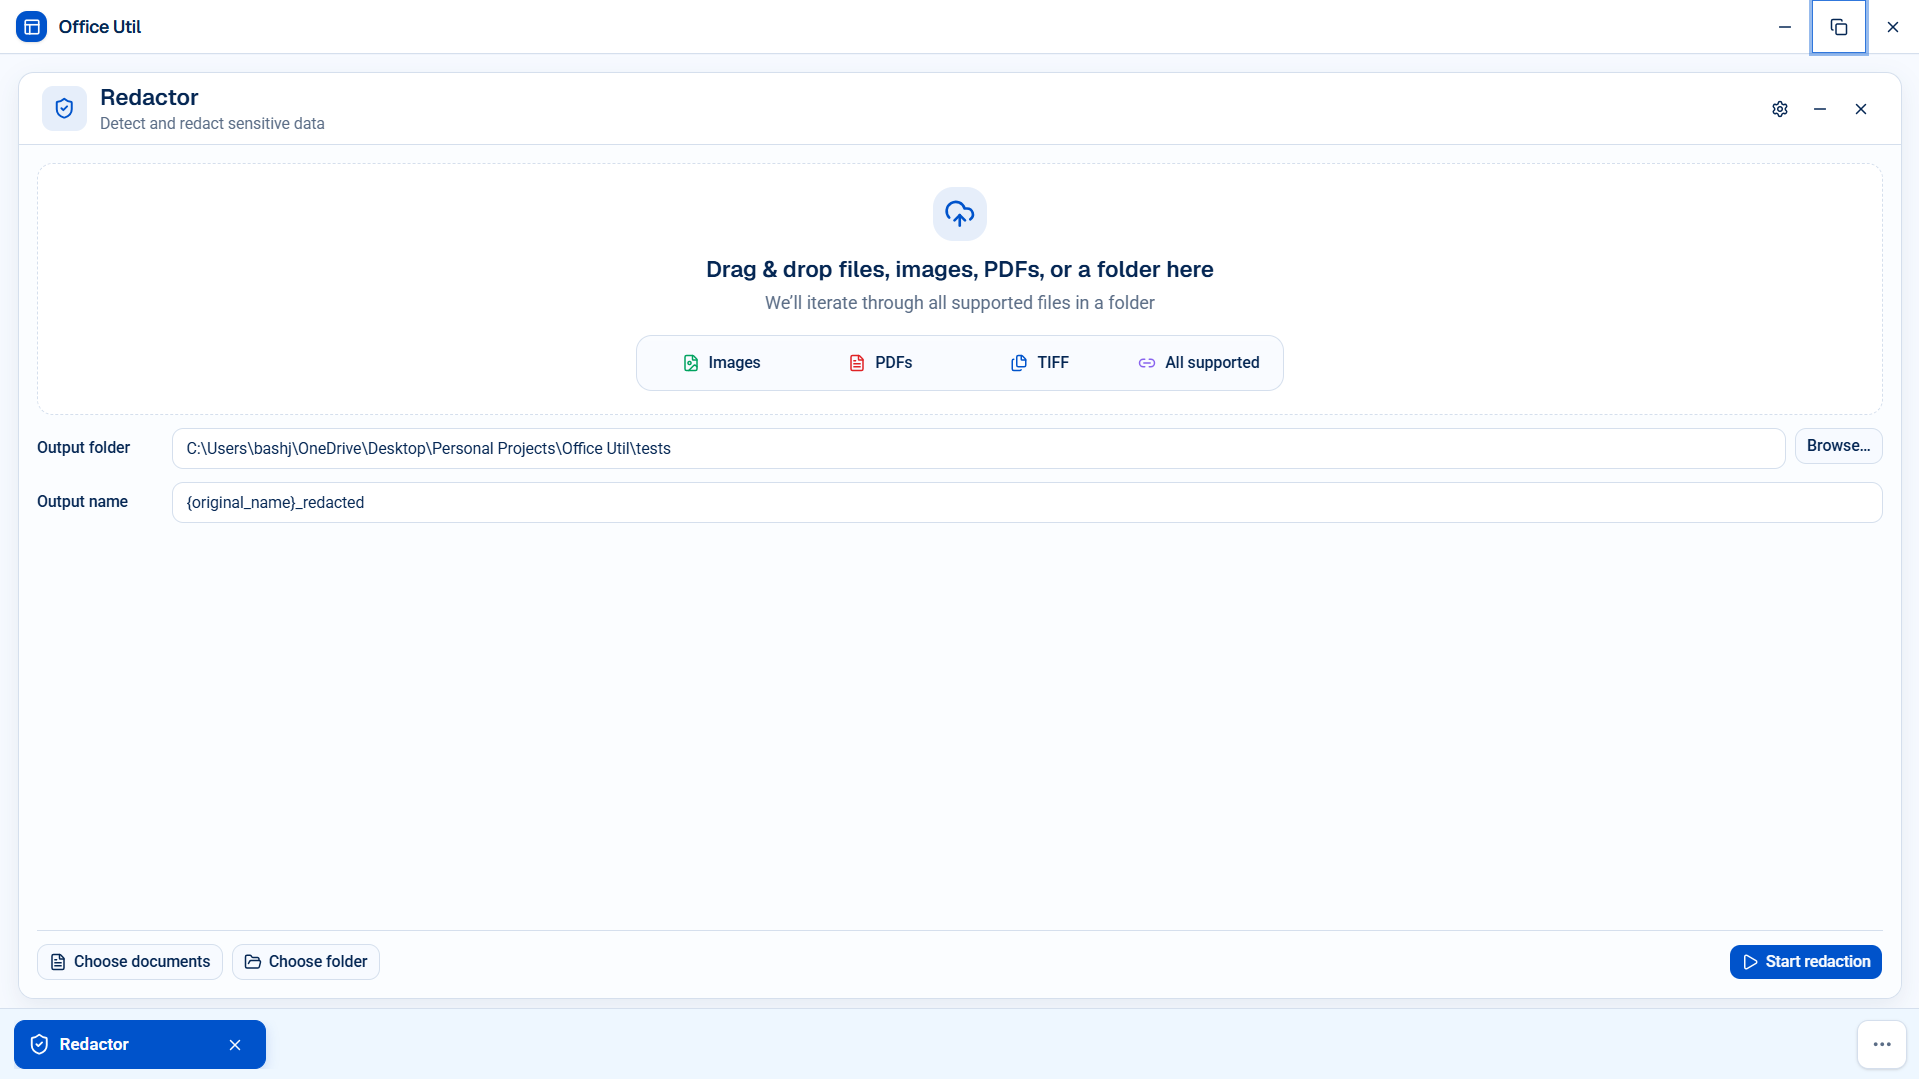 Office Util
Redactor
Detect and redact sensitive data
Drag & drop files, images, PDFs, or a folder here
We’ll iterate through all supported files in a folder
Images PDFs TIFF All supported
Output folder C:\Users\bashj\OneDrive\Desktop\Personal Projects\Office Util\tests Browse...
Output name {original_name}_redacted
Choose documents Choose folder Start redaction
Redactor